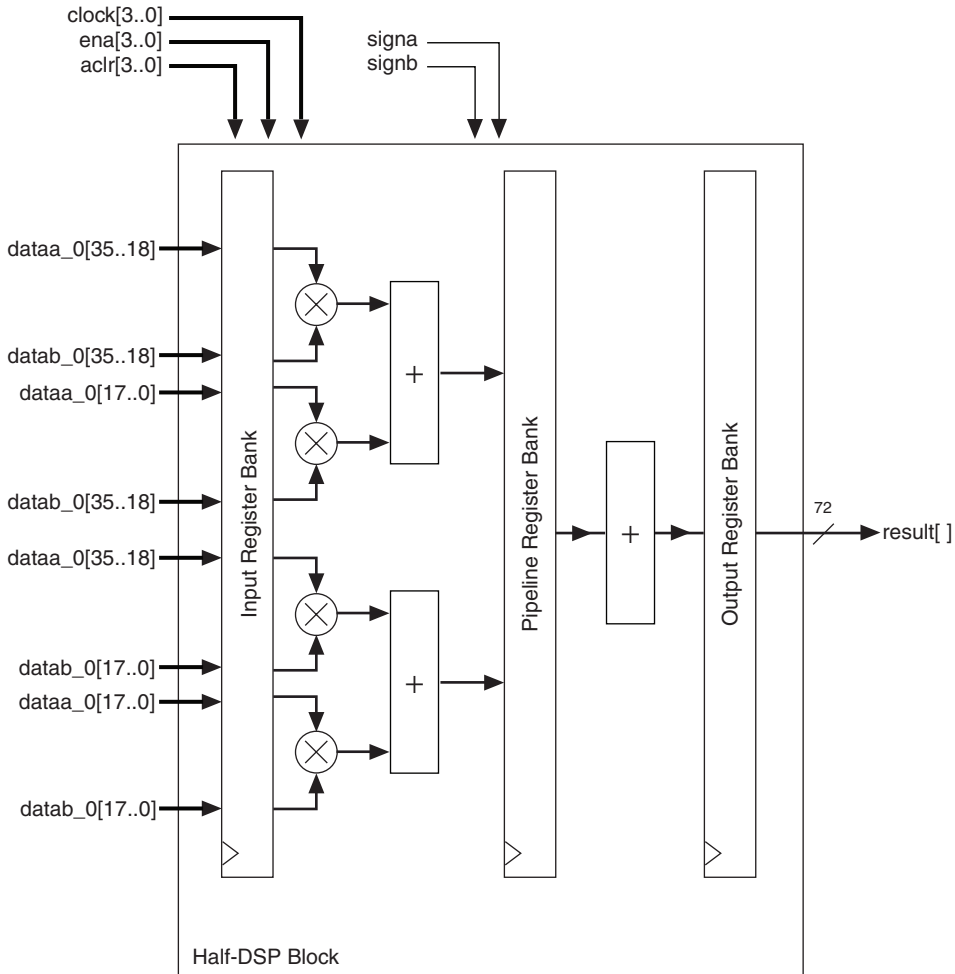 clock[3..0]
ena[3..0]
aclr[3..0]
signa
signb
dataa_0[35..18]
datab_0[35..18]
dataa_0[17..0]
datab_0[35..18]
dataa_0[35..18]
datab_0[17..0]
dataa_0[17..0]
datab_0[17..0]
Input Register Bank
+
+
Pipeline Register Bank
+
Output Register Bank
72
result[ ]
Half-DSP Block